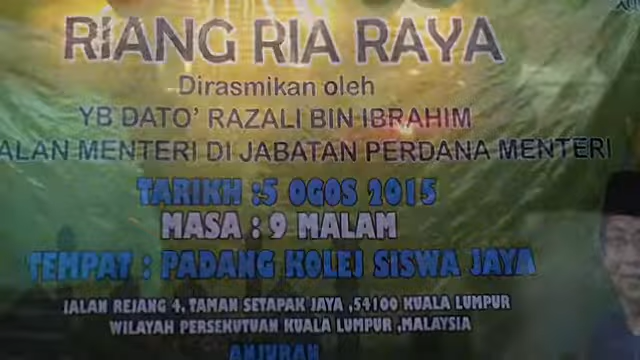 RIANG RIA RAYA
Dirasmikan oleh
YB DATO' RAZALI BIN IBRAHIM
ALAN MENTERI DI JABATAN PERDANA MENTERI
TARIKH :5 OGOS 2015
MASA : 9 MALAM
TEMPAT : PADANG KOLEJ SISWA JAYA
JALAN REJANG 4, TAMAN SETAPAK JAYA ,54100 KUALA LUMPUR
WILAYAH PERSEKUTUAN KUALA LUMPUR ,MALAYSIA
ANJURAN